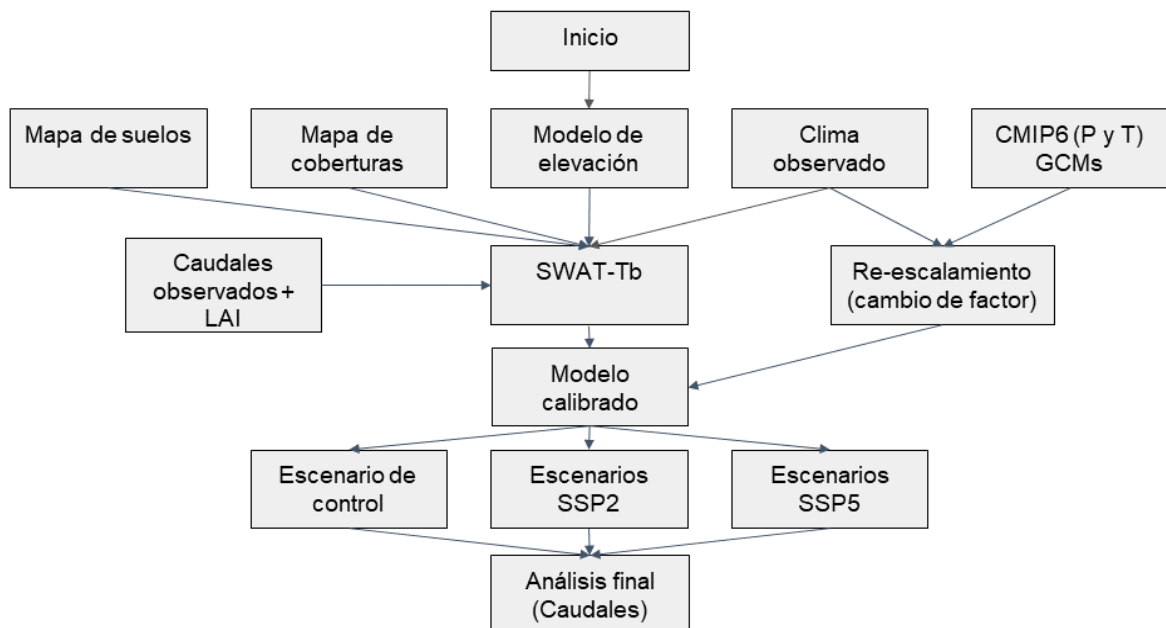 Inicio
Mapa de suelos
Mapa de
coberturas
Modelo de
elevación
Clima
observado
CMIP6 (P y T)
GCMs
Caudales
observados +
LAI
SWAT-Tb
Re-escalamiento
(cambio de factor)
Modelo
calibrado
Escenario de
control
Escenarios
SSP2
Escenarios
SSP5
Análisis final
(Caudales)